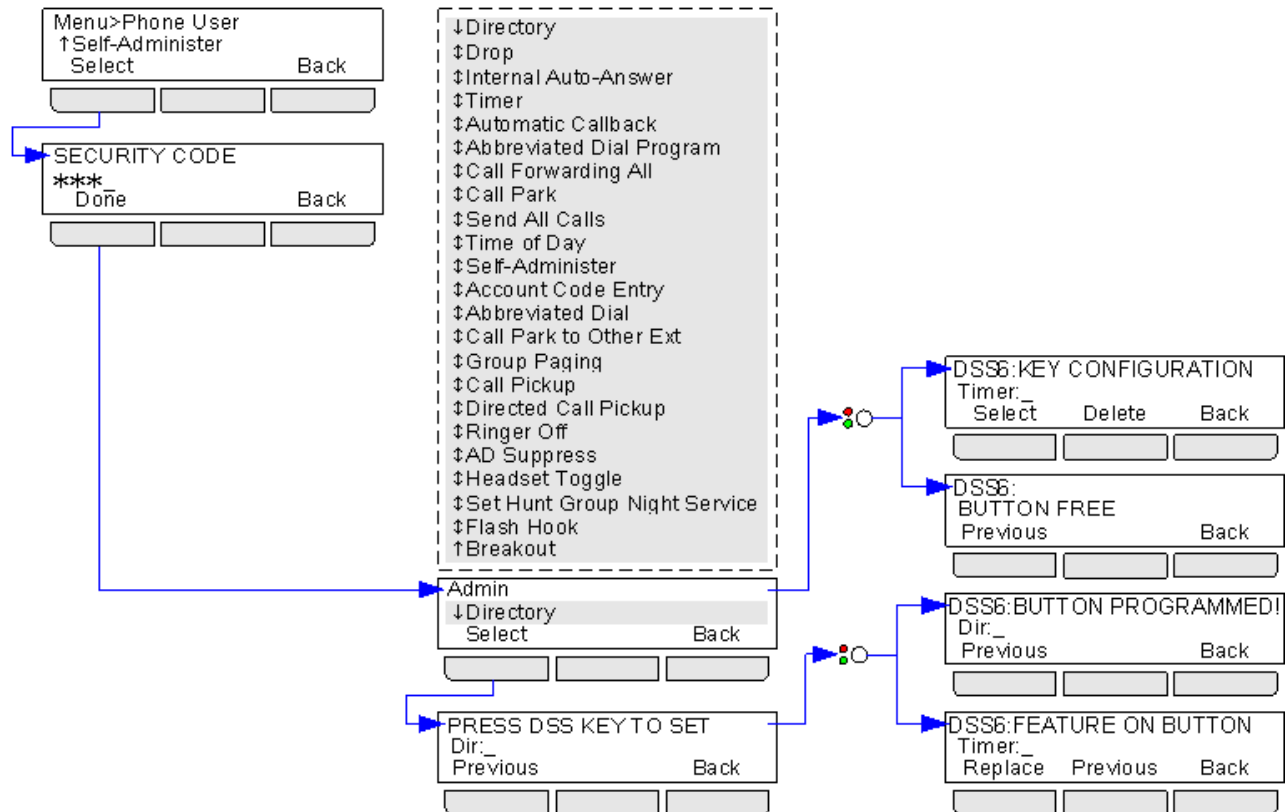 Menu>Phone User
↑Self-Administer
Select Back
SECURITY CODE
***_
Done Back
↓Directory
↕Drop
↕Internal Auto-Answer
↕Timer
↕Automatic Callback
↕Abbreviated Dial Program
↕Call Forwarding All
↕Call Park
↕Send All Calls
↕Time of Day
↕Self-Administer
↕Account Code Entry
↕Abbreviated Dial
↕Call Park to Other Ext
↕Group Paging
↕Call Pickup
↕Directed Call Pickup
↕Ringer Off
↕AD Suppress
↕Headset Toggle
↕Set Hunt Group Night Service
↕Flash Hook
↑Breakout
Admin
↓Directory
Select Back
PRESS DSS KEY TO SET
Dir:_
Previous Back
DSS6:KEY CONFIGURATION
Timer:_
Select Delete Back
DSS6:
BUTTON FREE
Previous Back
DSS6:BUTTON PROGRAMMED!
Dir:_
Previous Back
DSS6:FEATURE ON BUTTON
Timer:_
Replace Previous Back